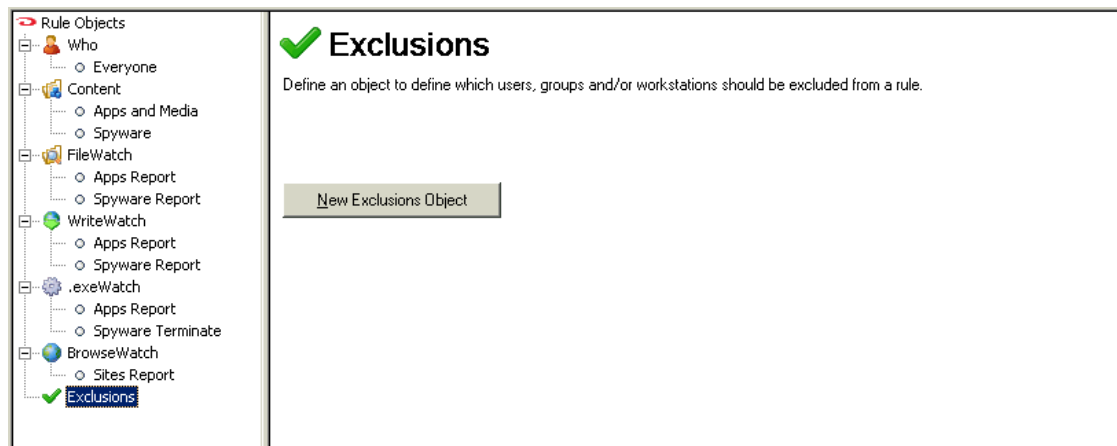 Rule Objects
Who
Everyone
Content
Apps and Media
Spyware
FileWatch
Apps Report
Spyware Report
WriteWatch
Apps Report
Spyware Report
.exeWatch
Apps Report
Spyware Terminate
BrowseWatch
Sites Report
Exclusions
Exclusions
Define an object to define which users, groups and/or workstations should be excluded from a rule.
New Exclusions Object